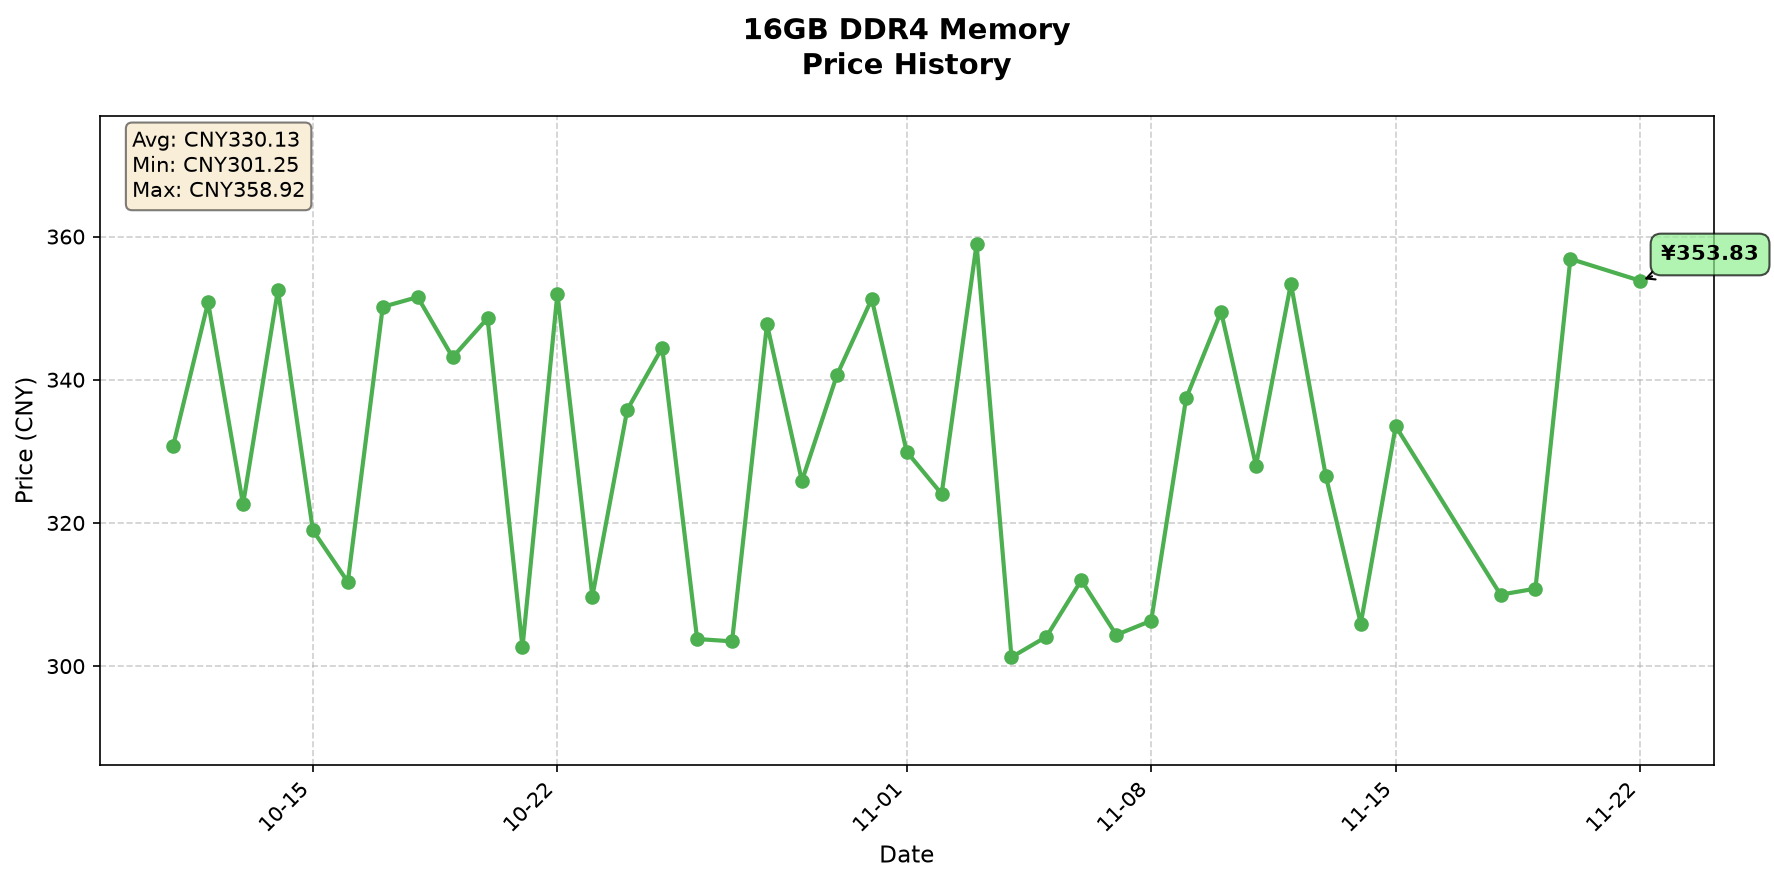 16GB DDR4 Memory
Price History
Avg: CNY330.13
Min: CNY301.25
Max: CNY358.92
¥353.83
360
340
320
300
Price (CNY)
10-15
10-22
11-01
11-08
11-15
11-22
Date